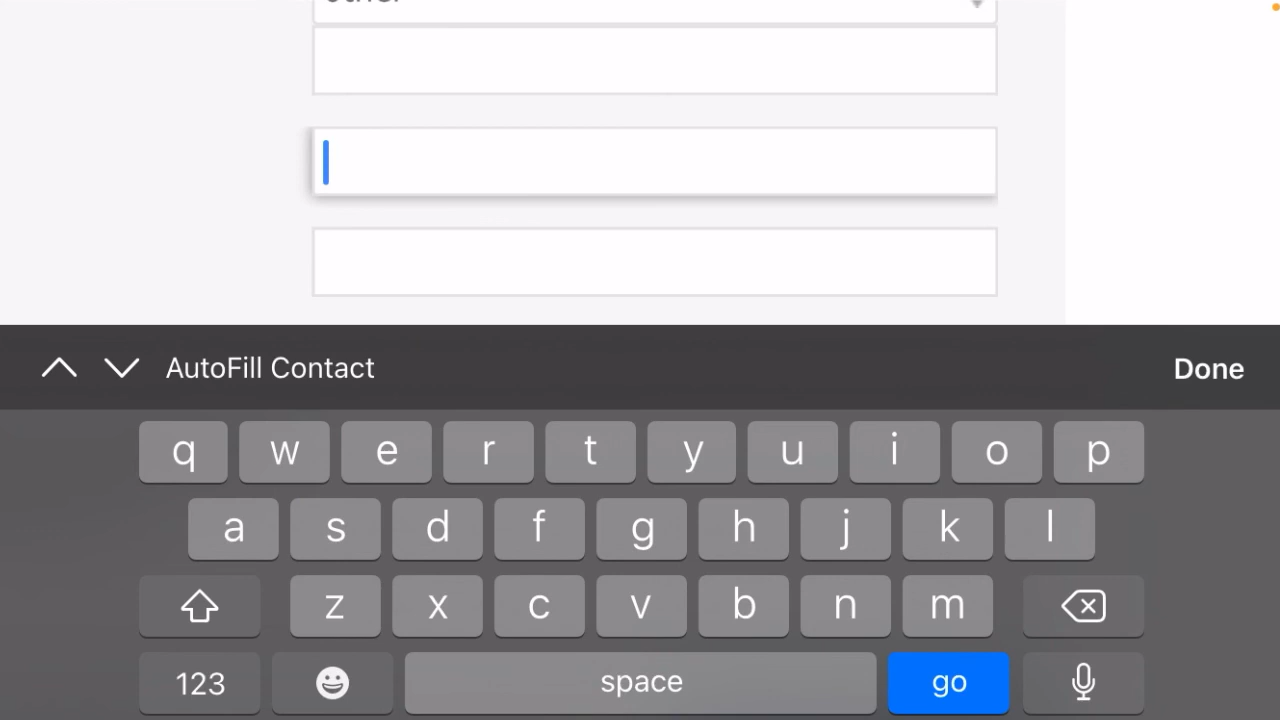 AutoFill Contact Done
q w e r t y u i o p
a s d f g h j k l
z x c v b n m
123 space go